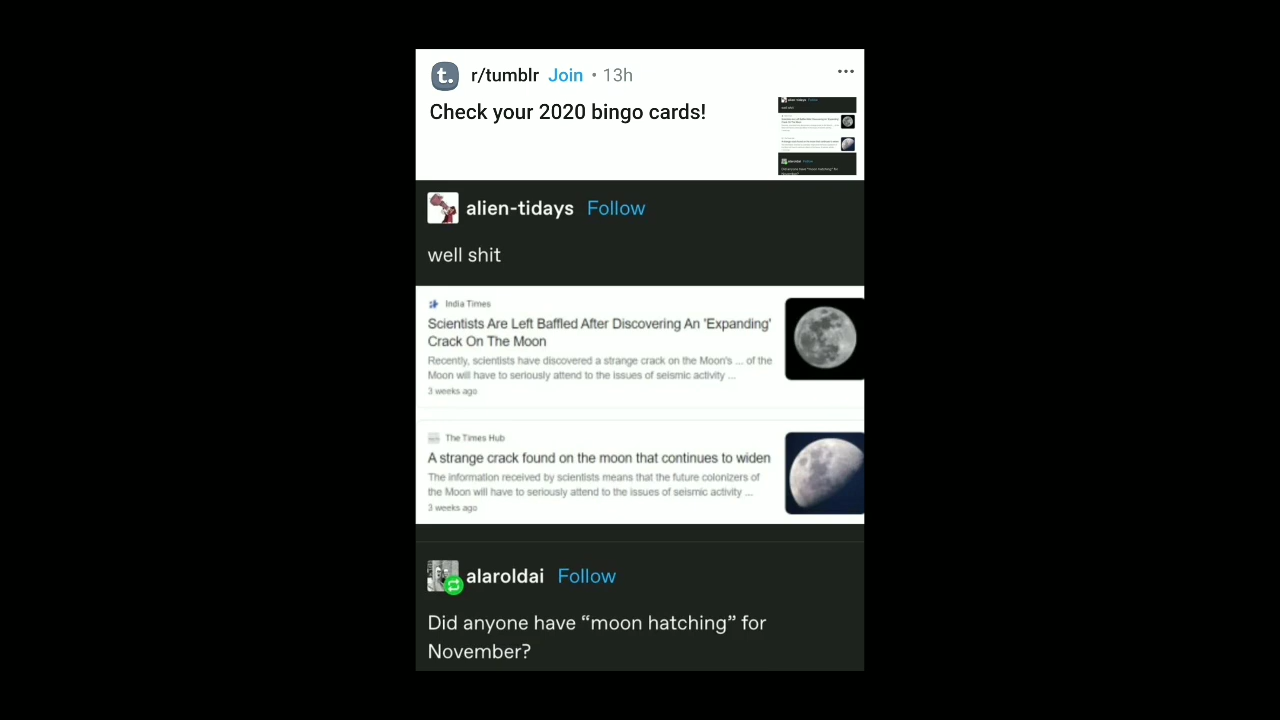 r/tumblr Join • 13h
Check your 2020 bingo cards!
alien-tidays Follow
well shit
India Times
Scientists Are Left Baffled After Discovering An 'Expanding'
Crack On The Moon
Recently, scientists have discovered a strange crack on the Moon's ... of the
Moon will have to seriously attend to the issues of seismic activity ...
3 weeks ago
The Times Hub
A strange crack found on the moon that continues to widen
The information received by scientists means that the future colonizers of
the Moon will have to seriously attend to the issues of seismic activity ...
3 weeks ago
alaroldai Follow
Did anyone have “moon hatching” for
November?